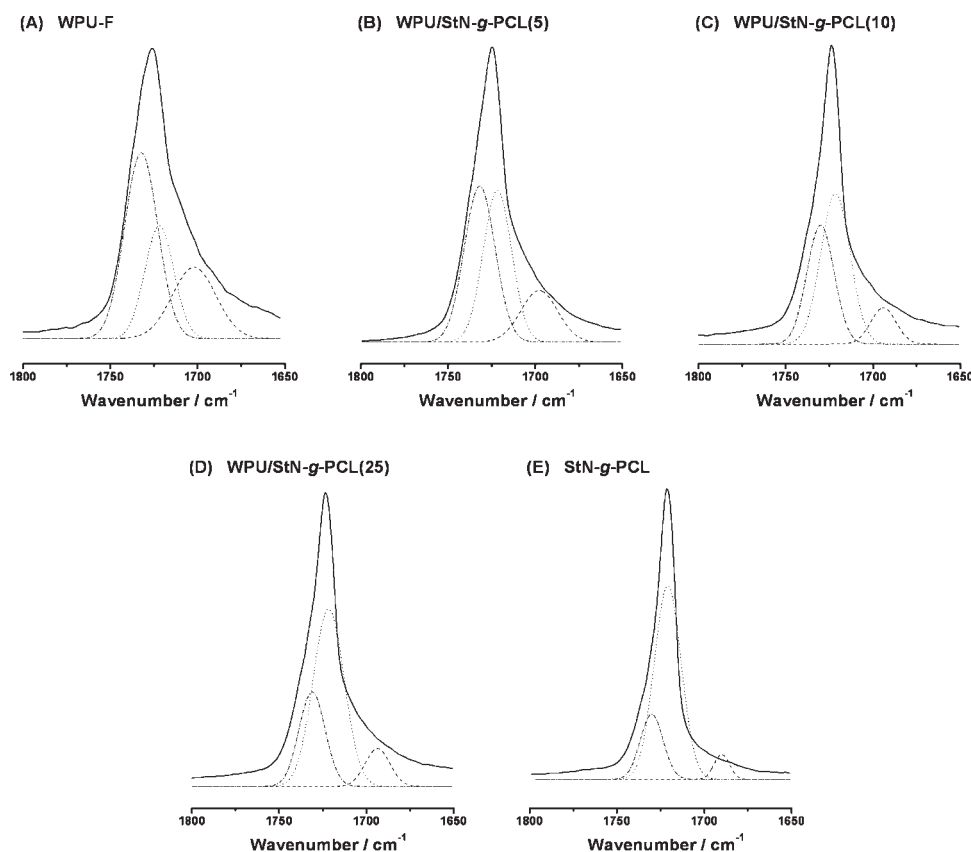 (A) WPU-F
(B) WPU/StN-g-PCL(5)
(C) WPU/StN-g-PCL(10)
1800 1750 1700 1650
1800 1750 1700 1650
1800 1750 1700 1650
Wavenumber / cm⁻¹
Wavenumber / cm⁻¹
Wavenumber / cm⁻¹
(D) WPU/StN-g-PCL(25)
(E) StN-g-PCL
1800 1750 1700 1650
1800 1750 1700 1650
Wavenumber / cm⁻¹
Wavenumber / cm⁻¹